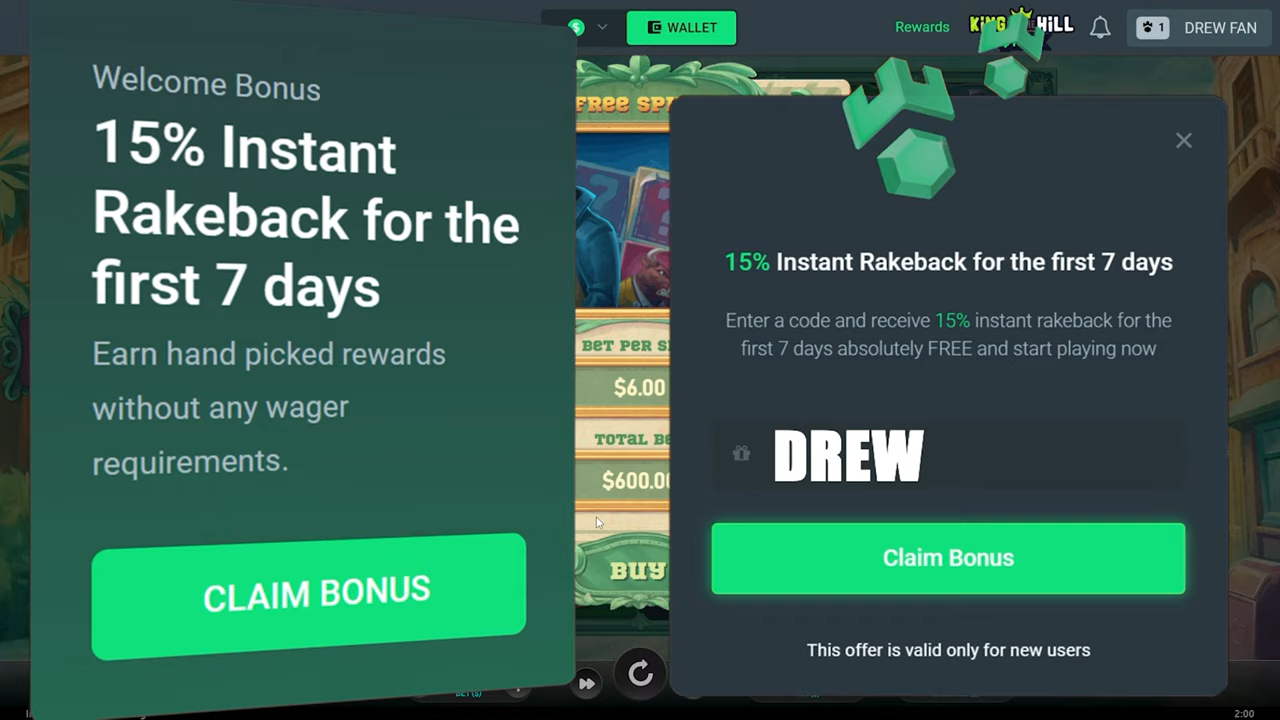 WALLET
Rewards
KING HILL
1
DREW FAN
Welcome Bonus
15% Instant
Rakeback for the
first 7 days
Earn hand picked rewards
without any wager
requirements.
CLAIM BONUS
FREE
BET PER
$6.00
TOTAL
$600.00
BUY
15% Instant Rakeback for the first 7 days
Enter a code and receive 15% instant rakeback for the
first 7 days absolutely FREE and start playing now
DREW
Claim Bonus
This offer is valid only for new users
2:00